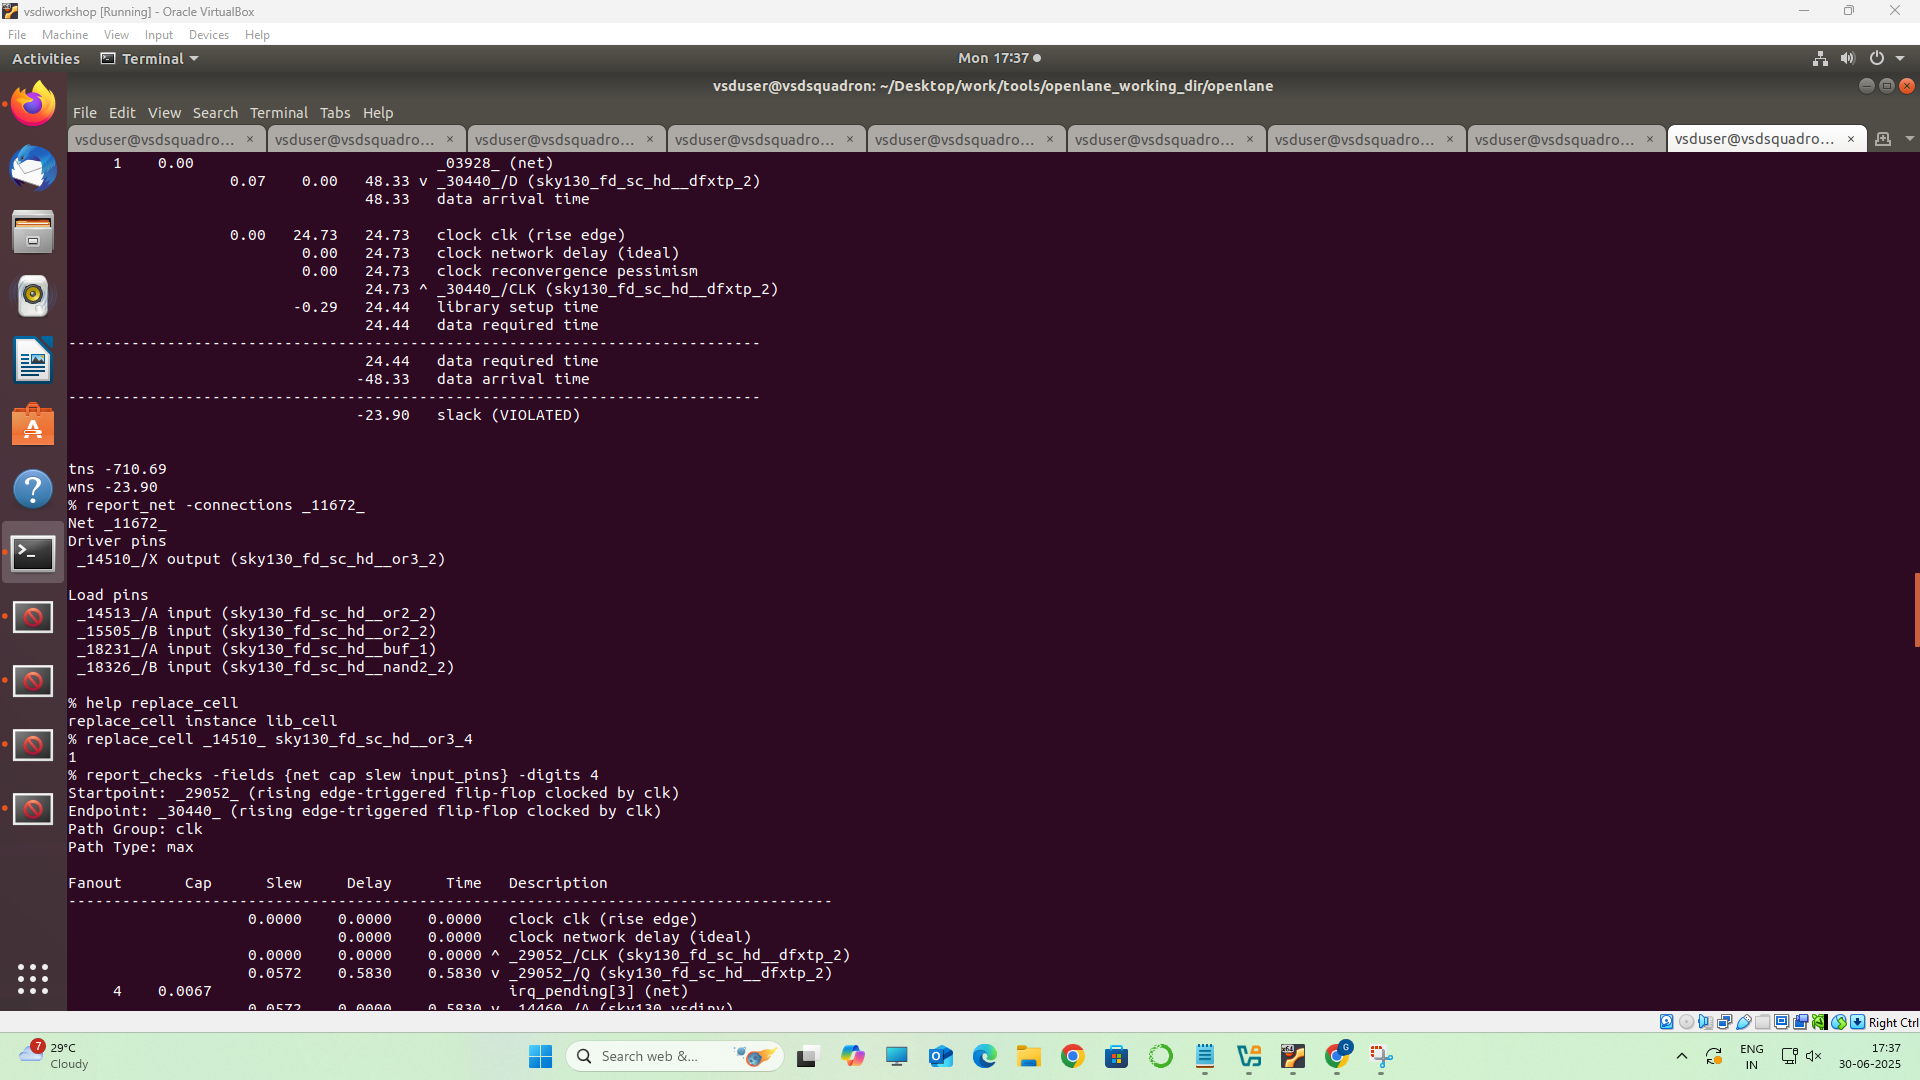 vsdiworkshop [Running] - Oracle VirtualBox
File Machine View Input Devices Help
Activities Terminal Mon 17:37
vsduser@vsdsquadron: ~/Desktop/work/tools/openlane_working_dir/openlane
File Edit View Search Terminal Tabs Help
vsduser@vsdsquadro... × vsduser@vsdsquadro... × vsduser@vsdsquadro... × vsduser@vsdsquadro... × vsduser@vsdsquadro... × vsduser@vsdsquadro... × vsduser@vsdsquadro... × vsduser@vsdsquadro... × vsduser@vsdsquadro... ×
1 0.00 _03928_ (net)
0.07 0.00 48.33 v _30440_/D (sky130_fd_sc_hd__dfxtp_2)
48.33 data arrival time
0.00 24.73 24.73 clock clk (rise edge)
0.00 24.73 clock network delay (ideal)
0.00 24.73 clock reconvergence pessimism
24.73 ^ _30440_/CLK (sky130_fd_sc_hd__dfxtp_2)
-0.29 24.44 library setup time
24.44 data required time
-----------------------------------------------------------------------------
24.44 data required time
-48.33 data arrival time
-----------------------------------------------------------------------------
-23.90 slack (VIOLATED)
tns -710.69
wns -23.90
% report_net -connections _11672_
Net _11672_
Driver pins
_14510_/X output (sky130_fd_sc_hd__or3_2)
Load pins
_14513_/A input (sky130_fd_sc_hd__or2_2)
_15505_/B input (sky130_fd_sc_hd__or2_2)
_18231_/A input (sky130_fd_sc_hd__buf_1)
_18326_/B input (sky130_fd_sc_hd__nand2_2)
% help replace_cell
replace_cell instance lib_cell
% replace_cell _14510_ sky130_fd_sc_hd__or3_4
1
% report_checks -fields {net cap slew input_pins} -digits 4
Startpoint: _29052_ (rising edge-triggered flip-flop clocked by clk)
Endpoint: _30440_ (rising edge-triggered flip-flop clocked by clk)
Path Group: clk
Path Type: max
Fanout Cap Slew Delay Time Description
-------------------------------------------------------------------------------------
0.0000 0.0000 0.0000 clock clk (rise edge)
0.0000 0.0000 clock network delay (ideal)
0.0000 0.0000 0.0000 ^ _29052_/CLK (sky130_fd_sc_hd__dfxtp_2)
0.0572 0.5830 0.5830 v _29052_/Q (sky130_fd_sc_hd__dfxtp_2)
4 0.0067 irq_pending[3] (net)
0.0572 0.0000 0.5830 v _14460_/A (sky130_vsdinv)
Right Ctrl
7 29°C
Cloudy
Search web &...
ENG
IN
17:37
30-06-2025